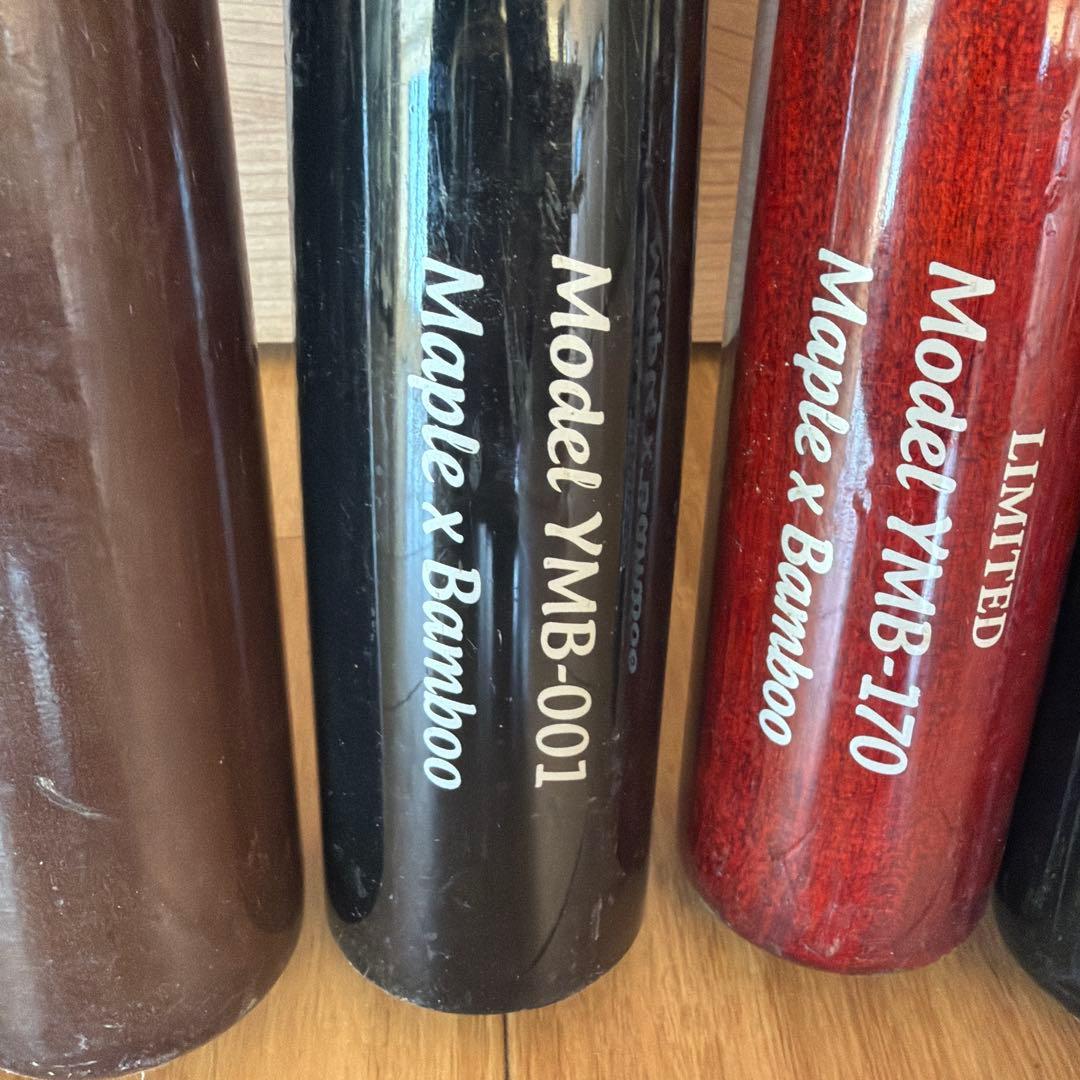 Model YMB-001
Maple x Bamboo
LIMITED
Model YMB-170
Maple x Bamboo